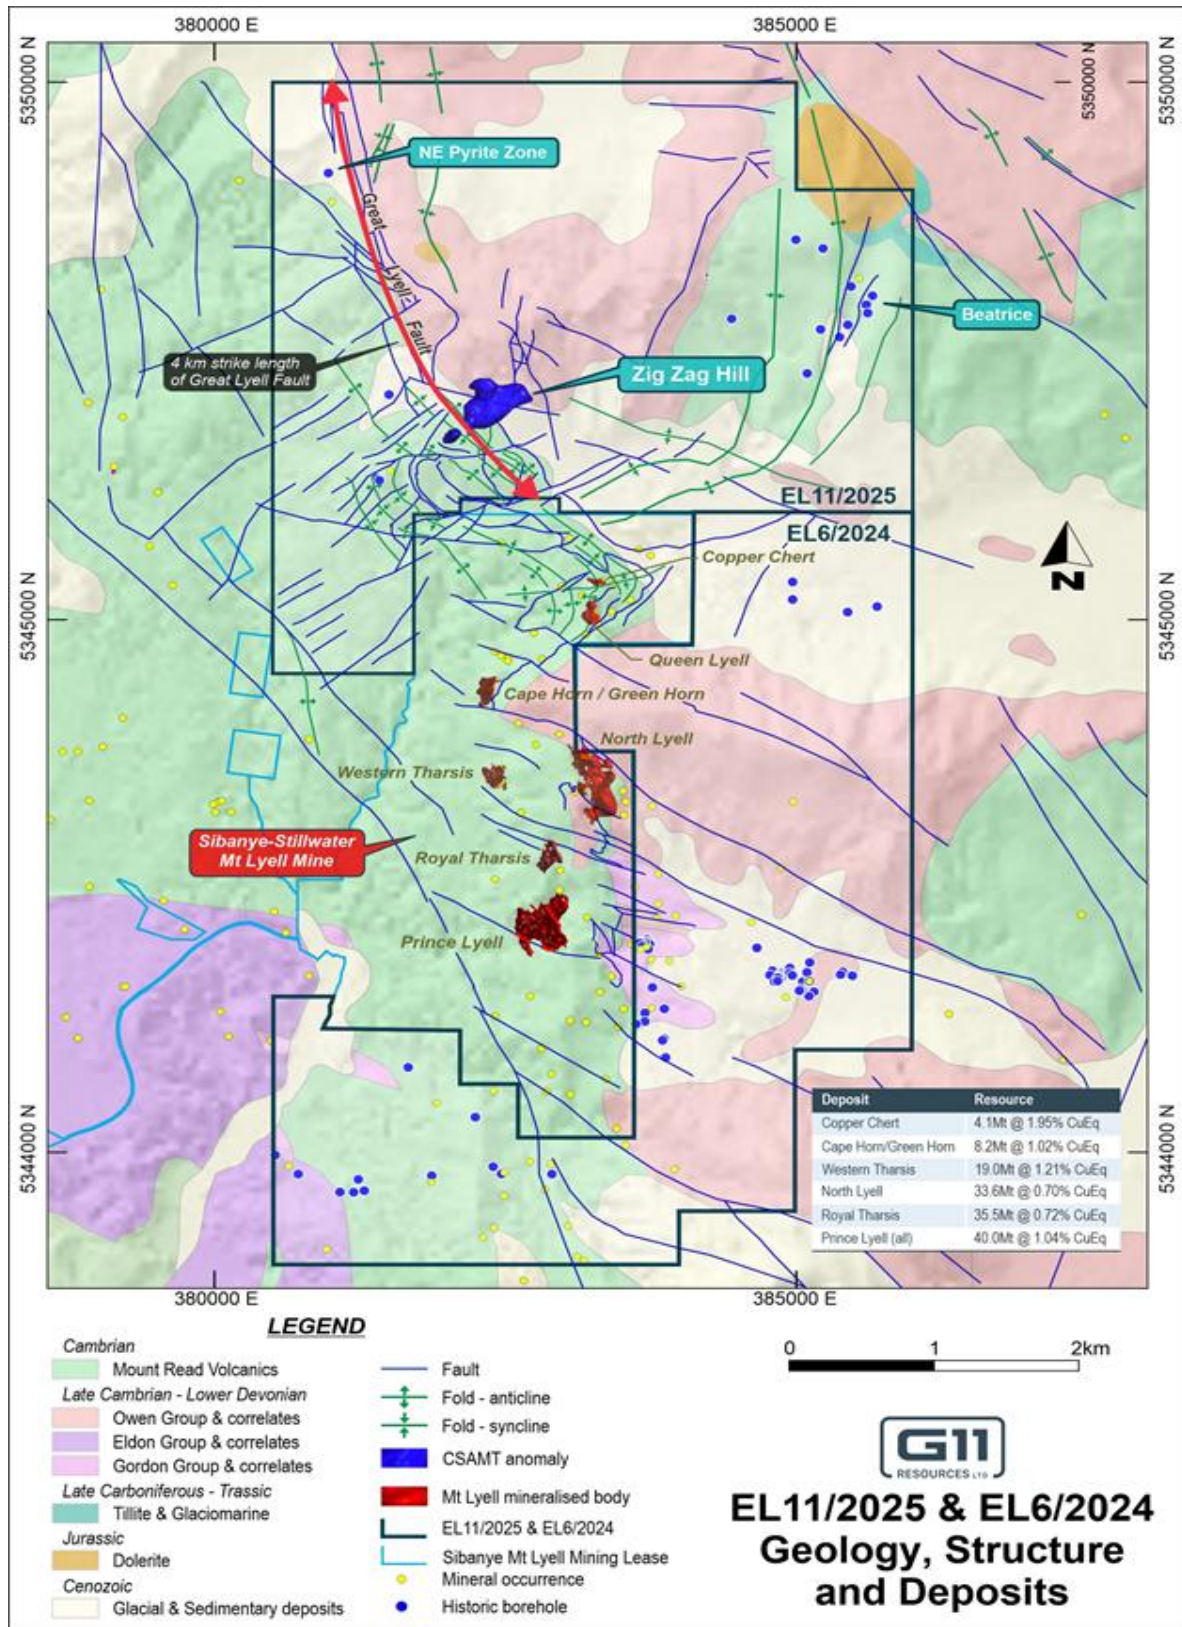 380000 E
385000 E
5350000 N
5350000 N
5350000 N
NE Pyrite Zone
Great
Lyell
Fault
Beatrice
4 km strike length
of Great Lyell Fault
Zig Zag Hill
EL11/2025
EL6/2024
Copper Chert
N
5345000 N
5345000 N
Queen Lyell
Cape Horn / Green Horn
North Lyell
Western Tharsis
Sibanye-Stillwater
Mt Lyell Mine
Royal Tharsis
Prince Lyell
Deposit Resource
Copper Chert 4.1Mt @ 1.95% CuEq
Cape Horn/Green Horn 8.2Mt @ 1.02% CuEq
Western Tharsis 19.0Mt @ 1.21% CuEq
North Lyell 33.6Mt @ 0.70% CuEq
Royal Tharsis 35.5Mt @ 0.72% CuEq
Prince Lyell (all) 40.0Mt @ 1.04% CuEq
5344000 N
5344000 N
380000 E
385000 E
LEGEND
Cambrian
Mount Read Volcanics
Late Cambrian - Lower Devonian
Owen Group & correlates
Eldon Group & correlates
Gordon Group & correlates
Late Carboniferous - Trassic
Tillite & Glaciomarine
Jurassic
Dolerite
Cenozoic
Glacial & Sedimentary deposits
Fault
Fold - anticline
Fold - syncline
CSAMT anomaly
Mt Lyell mineralised body
EL11/2025 & EL6/2024
Sibanye Mt Lyell Mining Lease
Mineral occurrence
Historic borehole
0 1 2km
G11
RESOURCES LTD
EL11/2025 & EL6/2024
Geology, Structure
and Deposits